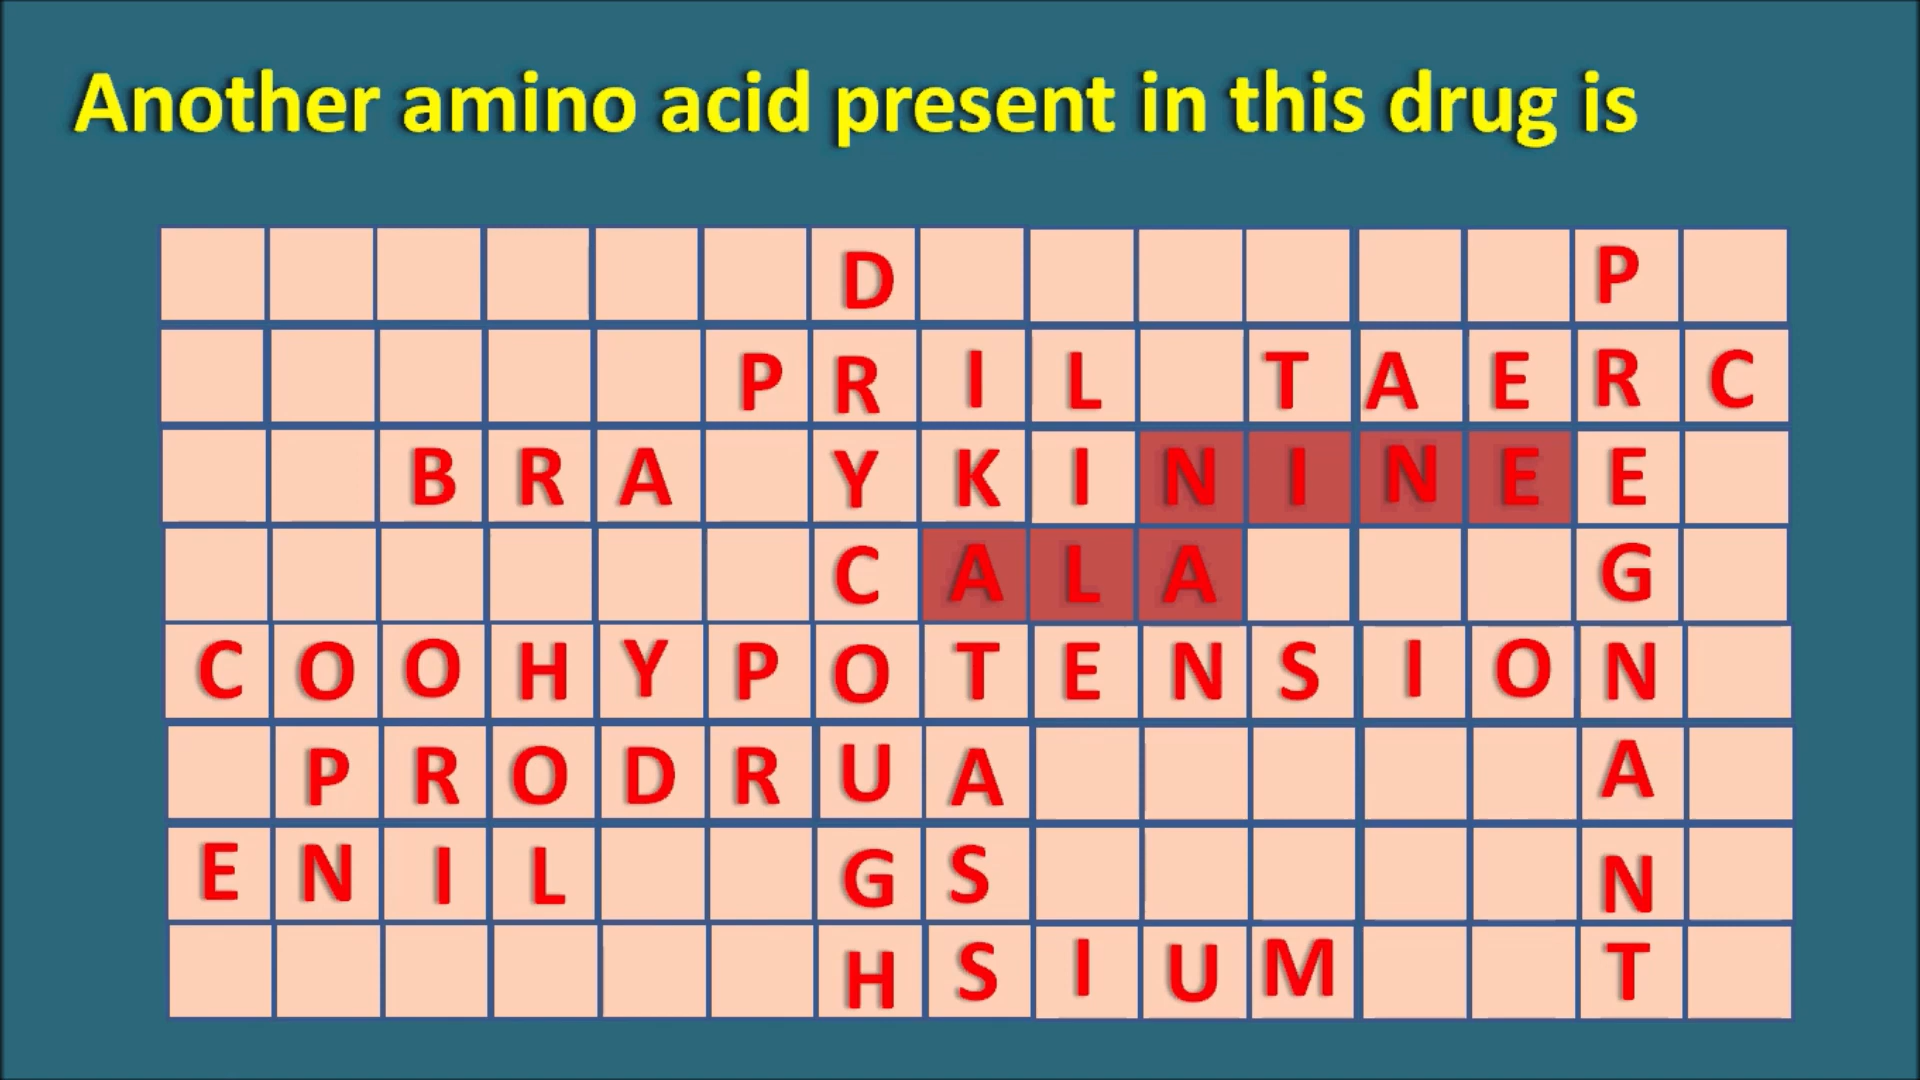 Another amino acid present in this drug is
D P
P R I L T A E R C
B R A Y K I N I N E E
C A L A G
C O O H Y P O T E N S I O N
P R O D R U A A
E N I L G S N
H S I U M T